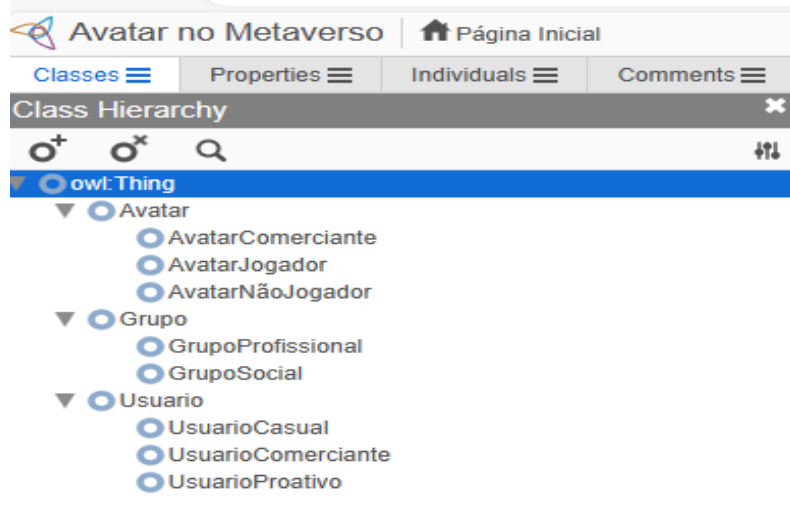 Avatar no Metaverso Página Inicial
Classes Properties Individuals Comments
Class Hierarchy
owl:Thing
Avatar
AvatarComerciante
AvatarJogador
AvatarNãoJogador
Grupo
GrupoProfissional
GrupoSocial
Usuario
UsuarioCasual
UsuarioComerciante
UsuarioProativo